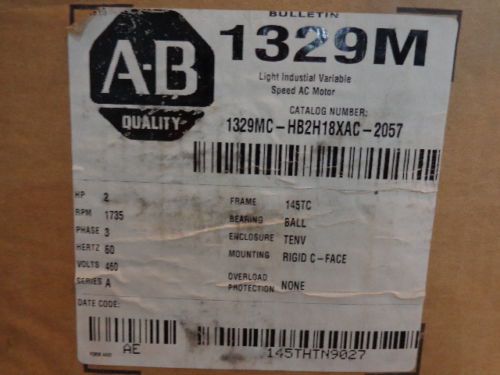 BULLETIN
A-B
QUALITY
1329M
Light Industial Variable
Speed AC Motor
CATALOG NUMBER:
1329MC-HB2H18XAC-2057
HP 2
RPM 1735
PHASE 3
HERTZ 60
VOLTS 460
SERIES A
DATE CODE:
FRAME 145TC
BEARING BALL
ENCLOSURE TENV
MOUNTING RIGID C-FACE
OVERLOAD
PROTECTION NONE
AE
145THTN9027